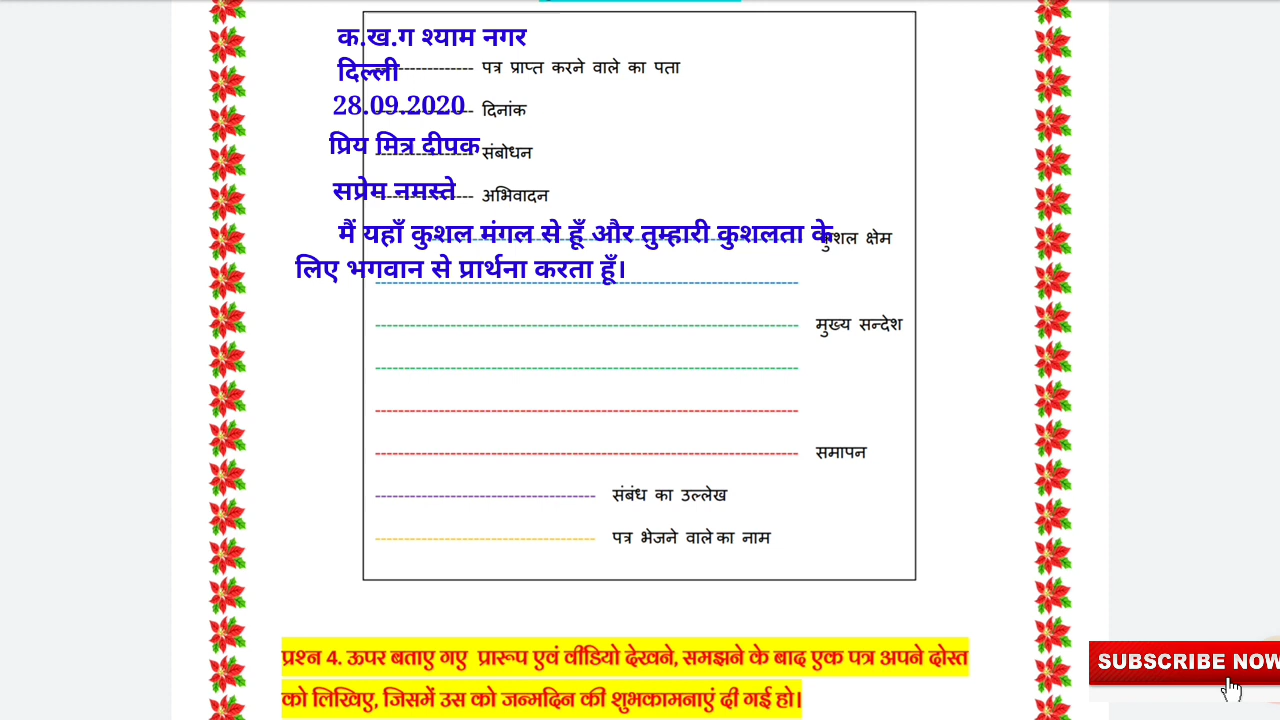 क.ख.ग श्याम नगर
दिल्ली
---------------- पत्र प्राप्त करने वाले का पता
28.09.2020 दिनांक
प्रिय मित्र दीपक संबोधन
सप्रेम नमस्ते अभिवादन
मैं यहाँ कुशल मंगल से हूँ और तुम्हारी कुशलता के कुशल क्षेम
लिए भगवान से प्रार्थना करता हूँ।
मुख्य सन्देश
समापन
संबंध का उल्लेख
पत्र भेजने वाले का नाम
प्रश्न 4. ऊपर बताए गए प्रारूप एवं वीडियो देखने, समझने के बाद एक पत्र अपने दोस्त
को लिखिए, जिसमें उस को जन्मदिन की शुभकामनाएं दी गई हो।
SUBSCRIBE NOW